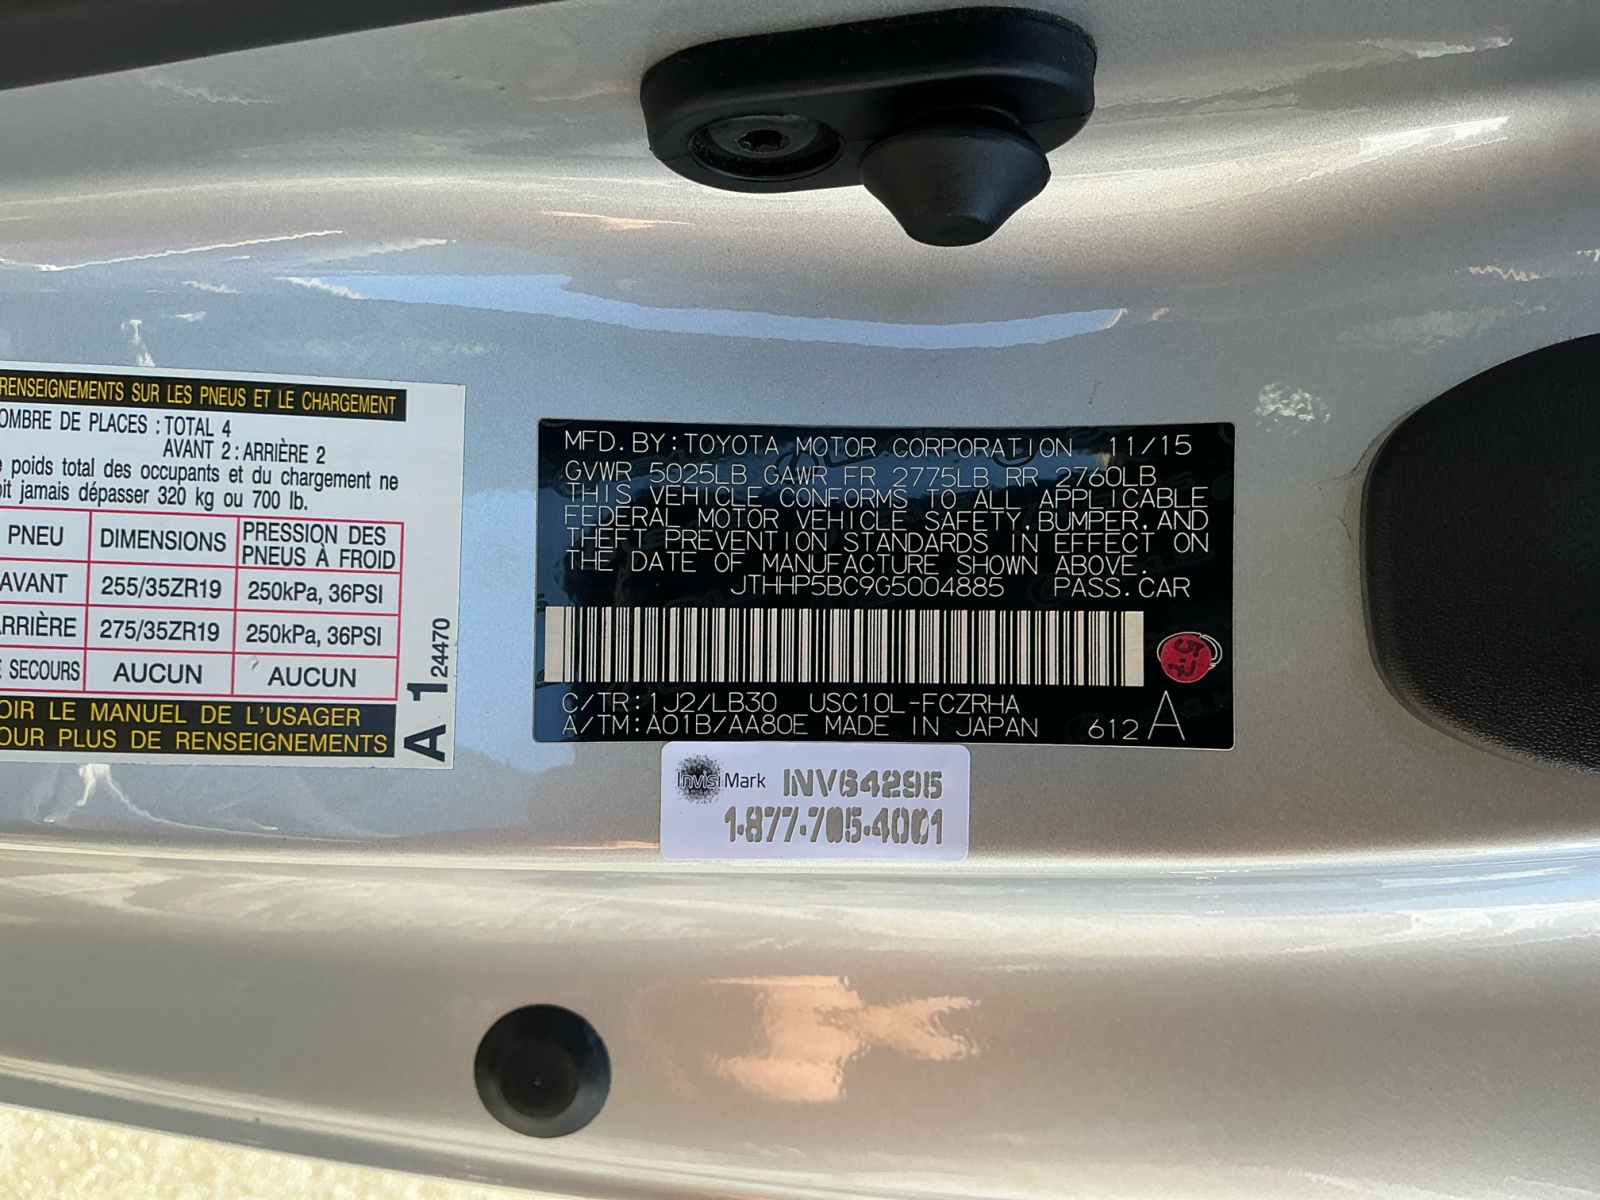 RENSEIGNEMENTS SUR LES PNEUS ET LE CHARGEMENT
OMBRE DE PLACES : TOTAL 4
AVANT 2 : ARRIÈRE 2
e poids total des occupants et du chargement ne
oit jamais dépasser 320 kg ou 700 lb.
PNEU DIMENSIONS PRESSION DES PNEUS À FROID
AVANT 255/35ZR19 250kPa, 36PSI
ARRIÈRE 275/35ZR19 250kPa, 36PSI
E SECOURS AUCUN AUCUN
OIR LE MANUEL DE L'USAGER
OUR PLUS DE RENSEIGNEMENTS
A 1 24470
MFD.BY:TOYOTA MOTOR CORPORATION 11/15
GVWR 5025LB GAWR FR 2775LB RR 2760LB
THIS VEHICLE CONFORMS TO ALL APPLICABLE
FEDERAL MOTOR VEHICLE SAFETY,BUMPER,AND
THEFT PREVENTION STANDARDS IN EFFECT ON
THE DATE OF MANUFACTURE SHOWN ABOVE.
JTHHP5BC9G5004885 PASS.CAR
C/TR:1J2/LB30 USC10L-FCZRHA
A/TM:A01B/AA80E MADE IN JAPAN 612 A
InvisiMark INV64295
1-877-705-4001